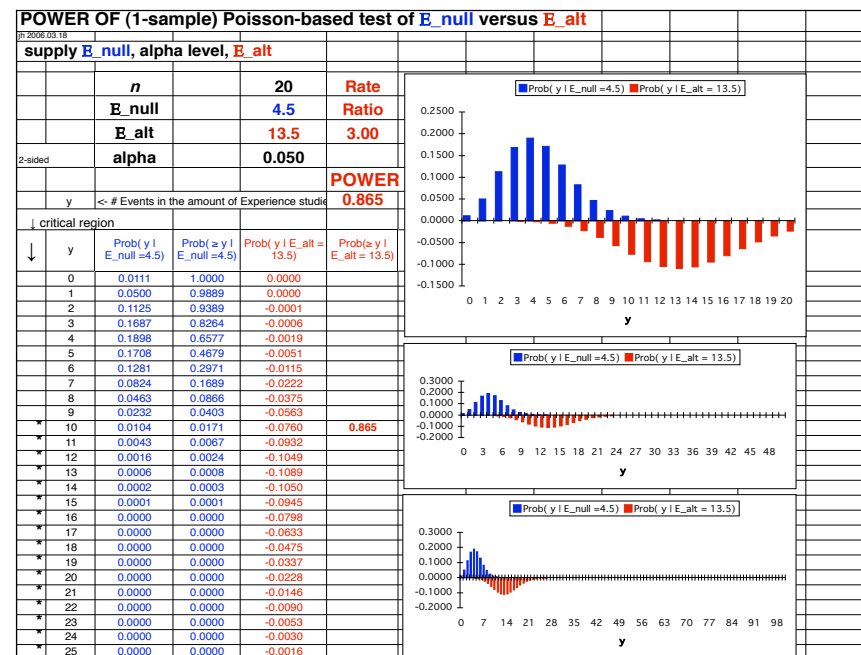 POWER OF (1-sample) Poisson-based test of E_null versus E_alt
jh 2006.03.18
supply E_null, alpha level, E_alt
n 20 Rate
E_null 4.5 Ratio
E_alt 13.5 3.00
2-sided alpha 0.050
POWER
y <- # Events in the amount of Experience studie 0.865
↓ critical region
↓ y Prob( y | E_null =4.5) Prob( ≥ y | E_null =4.5) Prob( y | E_alt = 13.5) Prob(≥ y | E_alt = 13.5)
0 0.0111 1.0000 0.0000
1 0.0500 0.9889 0.0000
2 0.1125 0.9389 -0.0001
3 0.1687 0.8264 -0.0006
4 0.1898 0.6577 -0.0019
5 0.1708 0.4679 -0.0051
6 0.1281 0.2971 -0.0115
7 0.0824 0.1689 -0.0222
8 0.0463 0.0866 -0.0375
9 0.0232 0.0403 -0.0563
* 10 0.0104 0.0171 -0.0760 0.865
* 11 0.0043 0.0067 -0.0932
* 12 0.0016 0.0024 -0.1049
* 13 0.0006 0.0008 -0.1089
* 14 0.0002 0.0003 -0.1050
* 15 0.0001 0.0001 -0.0945
* 16 0.0000 0.0000 -0.0798
* 17 0.0000 0.0000 -0.0633
* 18 0.0000 0.0000 -0.0475
* 19 0.0000 0.0000 -0.0337
* 20 0.0000 0.0000 -0.0228
* 21 0.0000 0.0000 -0.0146
* 22 0.0000 0.0000 -0.0090
* 23 0.0000 0.0000 -0.0053
* 24 0.0000 0.0000 -0.0030
* 25 0.0000 0.0000 -0.0016
Prob( y | E_null =4.5) Prob( y | E_alt = 13.5)
0.2500
0.2000
0.1500
0.1000
0.0500
0.0000
-0.0500
-0.1000
-0.1500
0 1 2 3 4 5 6 7 8 9 10 11 12 13 14 15 16 17 18 19 20
y
Prob( y | E_null =4.5) Prob( y | E_alt = 13.5)
0.3000
0.2000
0.1000
0.0000
-0.1000
-0.2000
0 3 6 9 12 15 18 21 24 27 30 33 36 39 42 45 48
y
Prob( y | E_null =4.5) Prob( y | E_alt = 13.5)
0.3000
0.2000
0.1000
0.0000
-0.1000
-0.2000
0 7 14 21 28 35 42 49 56 63 70 77 84 91 98
y